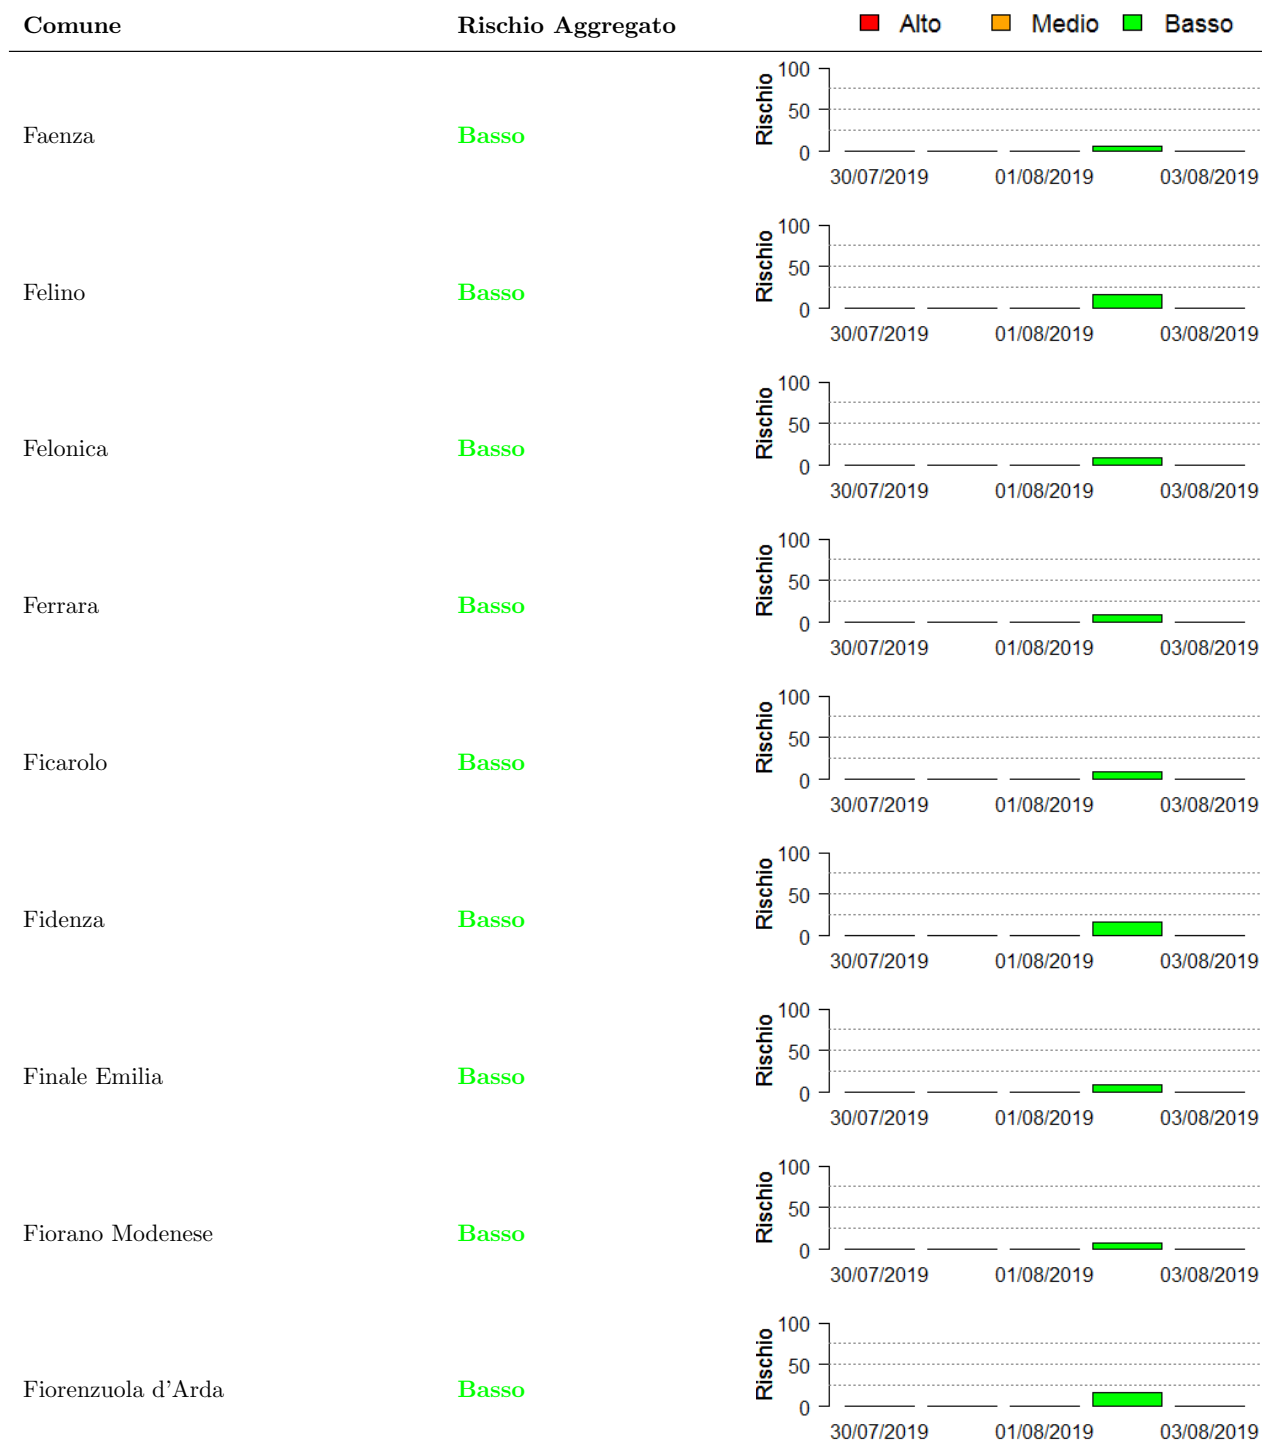 Comune Rischio Aggregato Alto Medio Basso
100
50
0
Rischio
Faenza Basso
30/07/2019 01/08/2019 03/08/2019
100
50
0
Rischio
Felino Basso
30/07/2019 01/08/2019 03/08/2019
100
50
0
Rischio
Felonica Basso
30/07/2019 01/08/2019 03/08/2019
100
50
0
Rischio
Ferrara Basso
30/07/2019 01/08/2019 03/08/2019
100
50
0
Rischio
Ficarolo Basso
30/07/2019 01/08/2019 03/08/2019
100
50
0
Rischio
Fidenza Basso
30/07/2019 01/08/2019 03/08/2019
100
50
0
Rischio
Finale Emilia Basso
30/07/2019 01/08/2019 03/08/2019
100
50
0
Rischio
Fiorano Modenese Basso
30/07/2019 01/08/2019 03/08/2019
100
50
0
Rischio
Fiorenzuola d'Arda Basso
30/07/2019 01/08/2019 03/08/2019